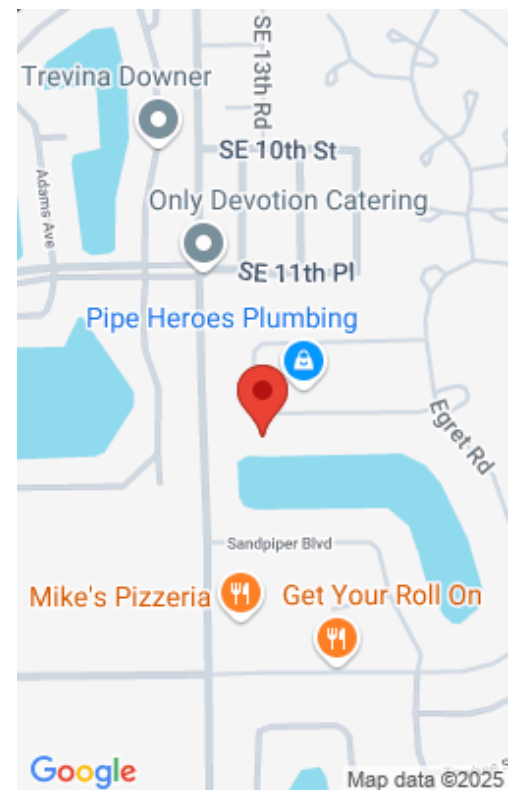 SE 13th Rd
Trevina Downer
SE 10th St
Adams Ave
Only Devotion Catering
SE 11th Pl
Pipe Heroes Plumbing
Egret Rd
Sandpiper Blvd
Mike's Pizzeria
Get Your Roll On
Google
Map data ©2025